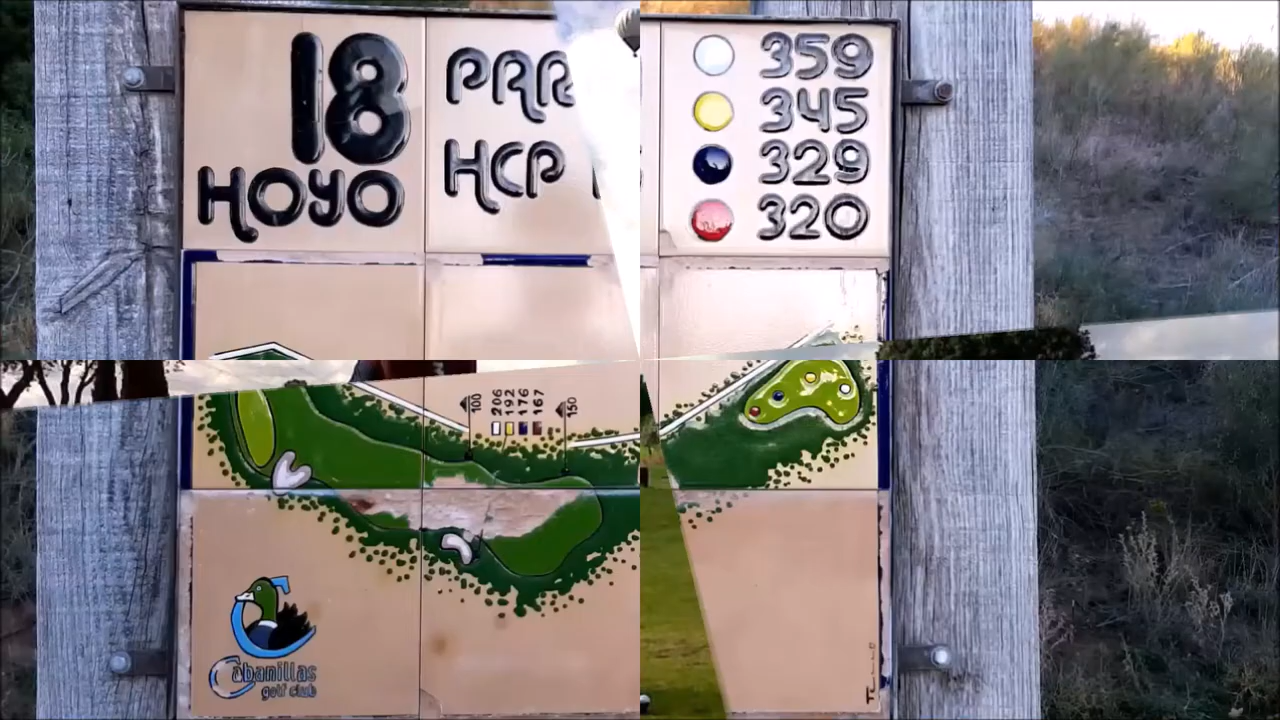 18
HOYO
PAR
HCP
359
345
329
320
100
206
192
176
167
150
Cabanillas
golf club